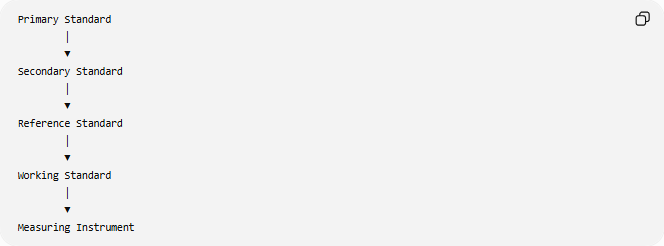 Primary Standard
│
▼
Secondary Standard
│
▼
Reference Standard
│
▼
Working Standard
│
▼
Measuring Instrument